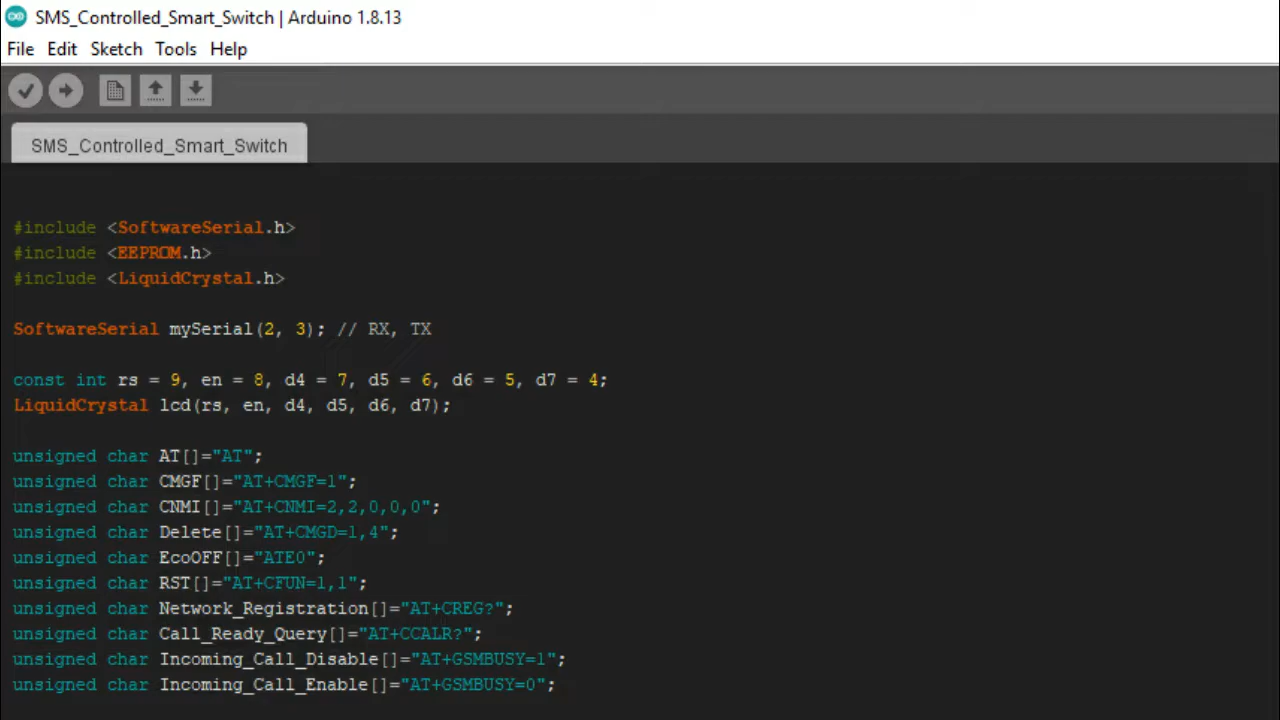 SMS_Controlled_Smart_Switch | Arduino 1.8.13
File Edit Sketch Tools Help
SMS_Controlled_Smart_Switch
#include <SoftwareSerial.h>
#include <EEPROM.h>
#include <LiquidCrystal.h>
SoftwareSerial mySerial(2, 3); // RX, TX
const int rs = 9, en = 8, d4 = 7, d5 = 6, d6 = 5, d7 = 4;
LiquidCrystal lcd(rs, en, d4, d5, d6, d7);
unsigned char AT[]="AT";
unsigned char CMGF[]="AT+CMGF=1";
unsigned char CNMI[]="AT+CNMI=2,2,0,0,0";
unsigned char Delete[]="AT+CMGD=1,4";
unsigned char EcoOFF[]="ATE0";
unsigned char RST[]="AT+CFUN=1,1";
unsigned char Network_Registration[]="AT+CREG?";
unsigned char Call_Ready_Query[]="AT+CCALR?";
unsigned char Incoming_Call_Disable[]="AT+GSMBUSY=1";
unsigned char Incoming_Call_Enable[]="AT+GSMBUSY=0";